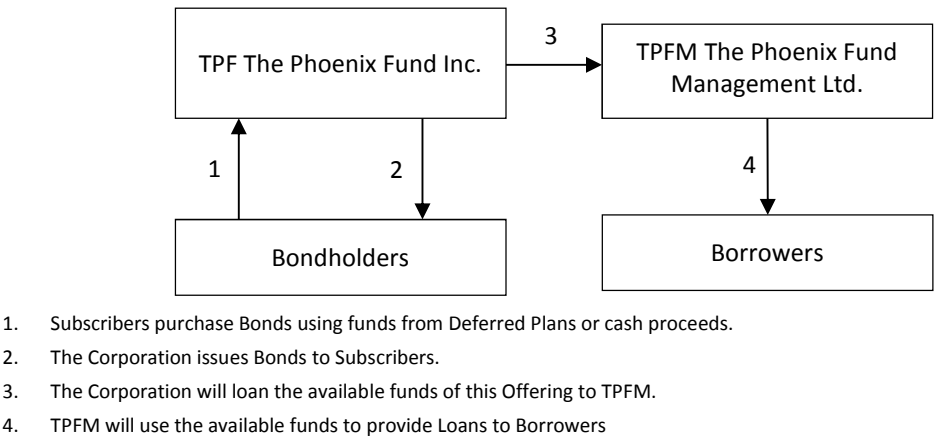 TPF The Phoenix Fund Inc.
3
TPFM The Phoenix Fund
Management Ltd.
1
2
4
Bondholders
Borrowers
1. Subscribers purchase Bonds using funds from Deferred Plans or cash proceeds.
2. The Corporation issues Bonds to Subscribers.
3. The Corporation will loan the available funds of this Offering to TPFM.
4. TPFM will use the available funds to provide Loans to Borrowers